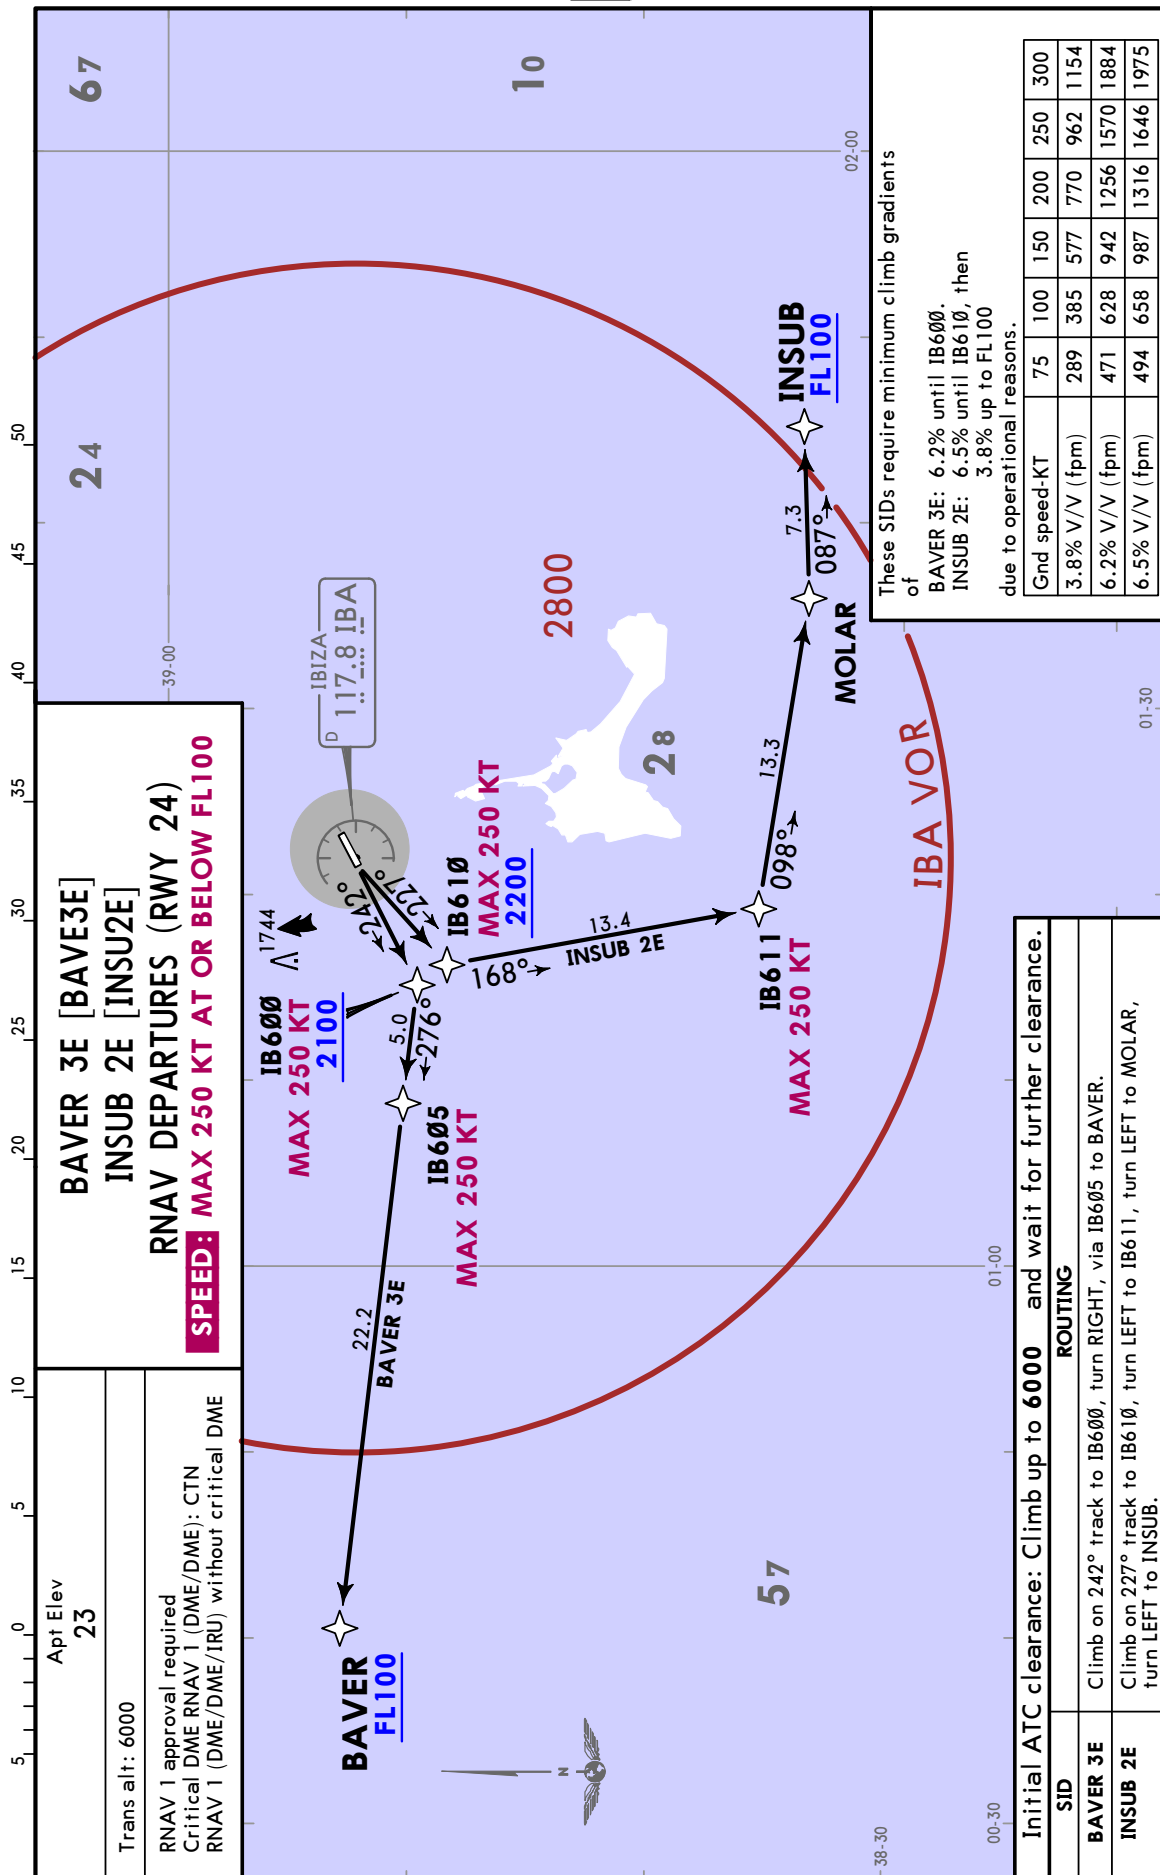 5 0 5 10 15 20 25 30 35 40 45 50
Apt Elev
23
Trans alt: 6000
RNAV 1 approval required
Critical DME RNAV 1 (DME/DME): CTN
RNAV 1 (DME/DME/IRU) without critical DME
BAVER 3E [BAVE3E]
INSUB 2E [INSU2E]
RNAV DEPARTURES (RWY 24)
SPEED: MAX 250 KT AT OR BELOW FL100
39-00
24
67
10
IBIZA
D 117.8 IBA
1744
IB6ØØ
MAX 250 KT
2100
242°
227°
IB61Ø
MAX 250 KT
2200
5.0
276°
IB6Ø5
MAX 250 KT
22.2
BAVER 3E
BAVER
FL100
N
168°
13.4
INSUB 2E
IB611
MAX 250 KT
13.3
098°
MOLAR
7.3
087°
INSUB
FL100
2800
28
57
IBA VOR
38-30
00-30
01-00
01-30
02-00
These SIDs require minimum climb gradients
of
BAVER 3E: 6.2% until IB6ØØ.
INSUB 2E: 6.5% until IB61Ø, then
3.8% up to FL100
due to operational reasons.
Gnd speed-KT 75 100 150 200 250 300
3.8% V/V (fpm) 289 385 577 770 962 1154
6.2% V/V (fpm) 471 628 942 1256 1570 1884
6.5% V/V (fpm) 494 658 987 1316 1646 1975
Initial ATC clearance: Climb up to 6000 and wait for further clearance.
SID ROUTING
BAVER 3E Climb on 242° track to IB6ØØ, turn RIGHT, via IB6Ø5 to BAVER.
INSUB 2E Climb on 227° track to IB61Ø, turn LEFT to IB611, turn LEFT to MOLAR,
turn LEFT to INSUB.